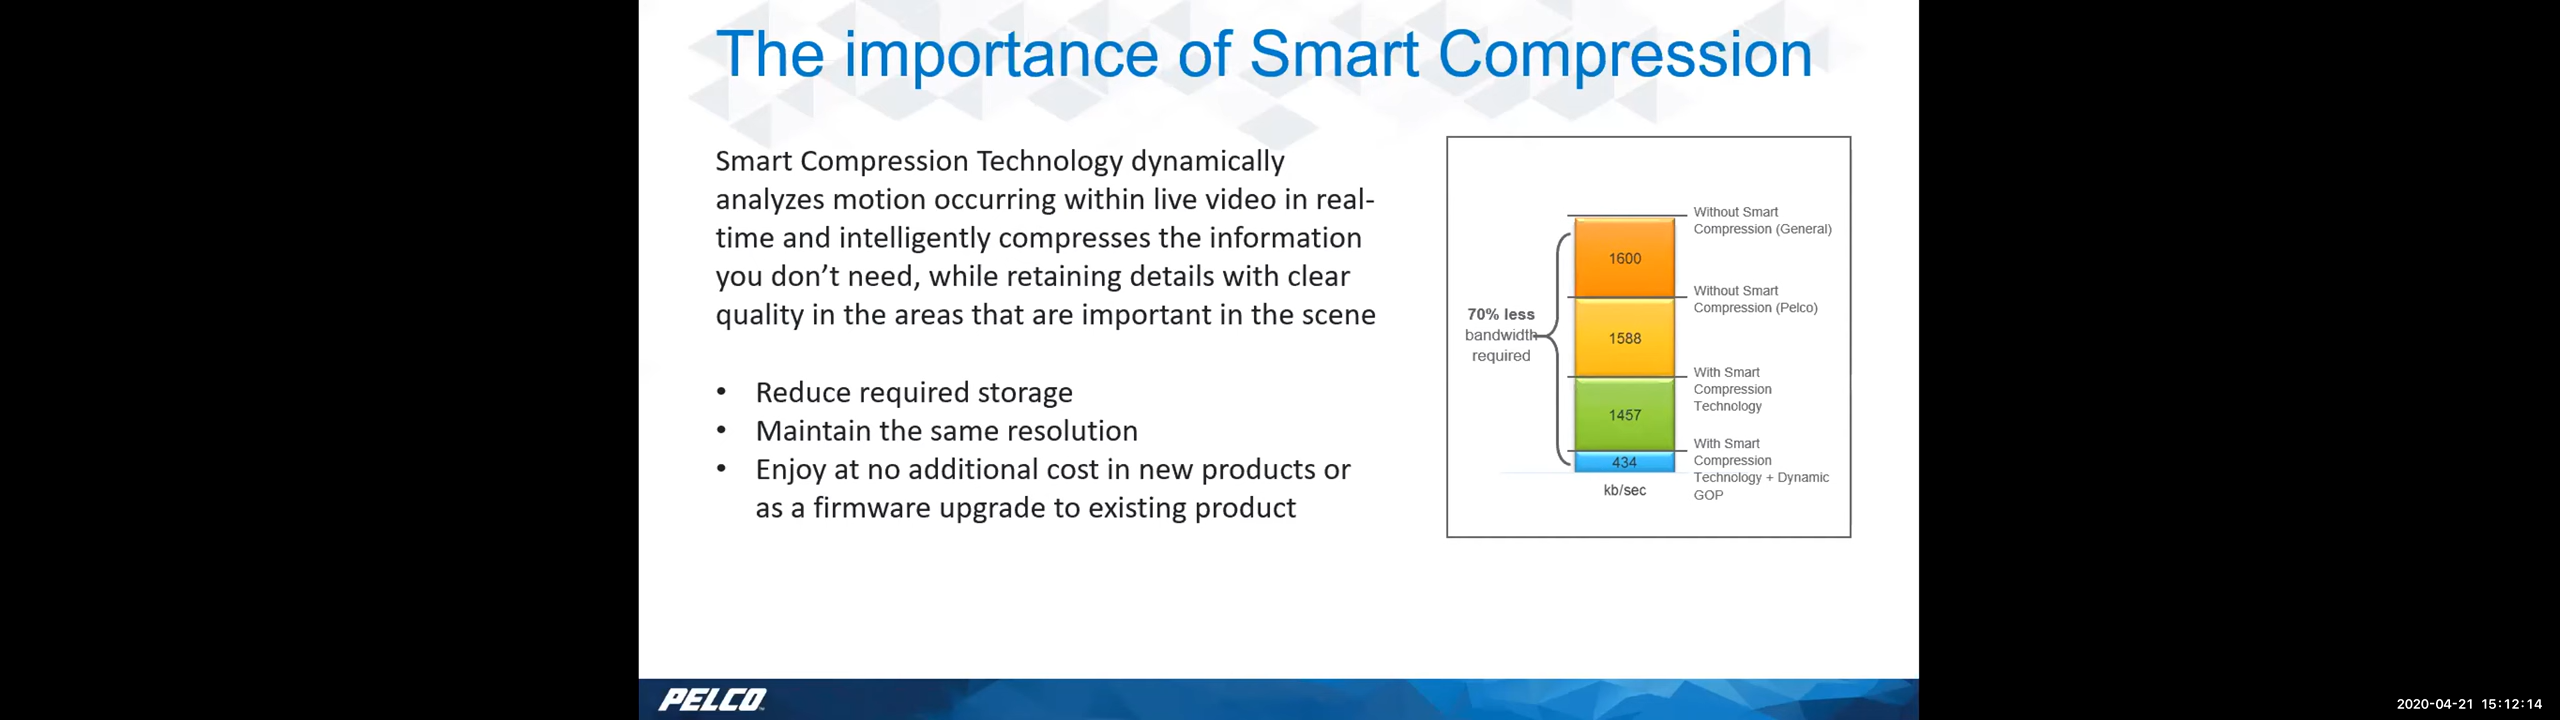 The importance of Smart Compression
Smart Compression Technology dynamically
analyzes motion occurring within live video in real-
time and intelligently compresses the information
you don’t need, while retaining details with clear
quality in the areas that are important in the scene
• Reduce required storage
• Maintain the same resolution
• Enjoy at no additional cost in new products or
as a firmware upgrade to existing product
70% less
bandwidth
required
1600
1588
1457
434
kb/sec
Without Smart
Compression (General)
Without Smart
Compression (Pelco)
With Smart
Compression
Technology
With Smart
Compression
Technology + Dynamic
GOP
PELCO
2020-04-21 15:12:14